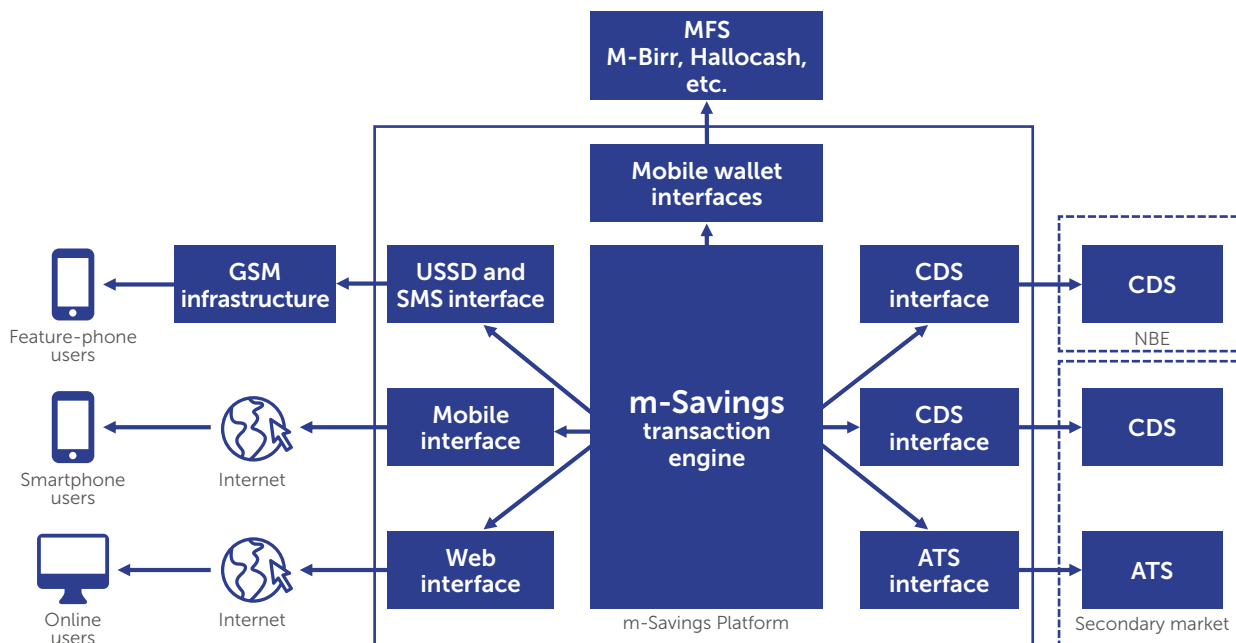 MFS
M-Birr, Hallocash,
etc.
Mobile wallet
interfaces
GSM
infrastructure
USSD and
SMS interface
CDS
interface
CDS
Feature-phone
users
NBE
m-Savings
transaction
engine
Mobile
interface
CDS
interface
CDS
Smartphone
users
Internet
Web
interface
ATS
interface
ATS
Online
users
Internet
m-Savings Platform
Secondary market